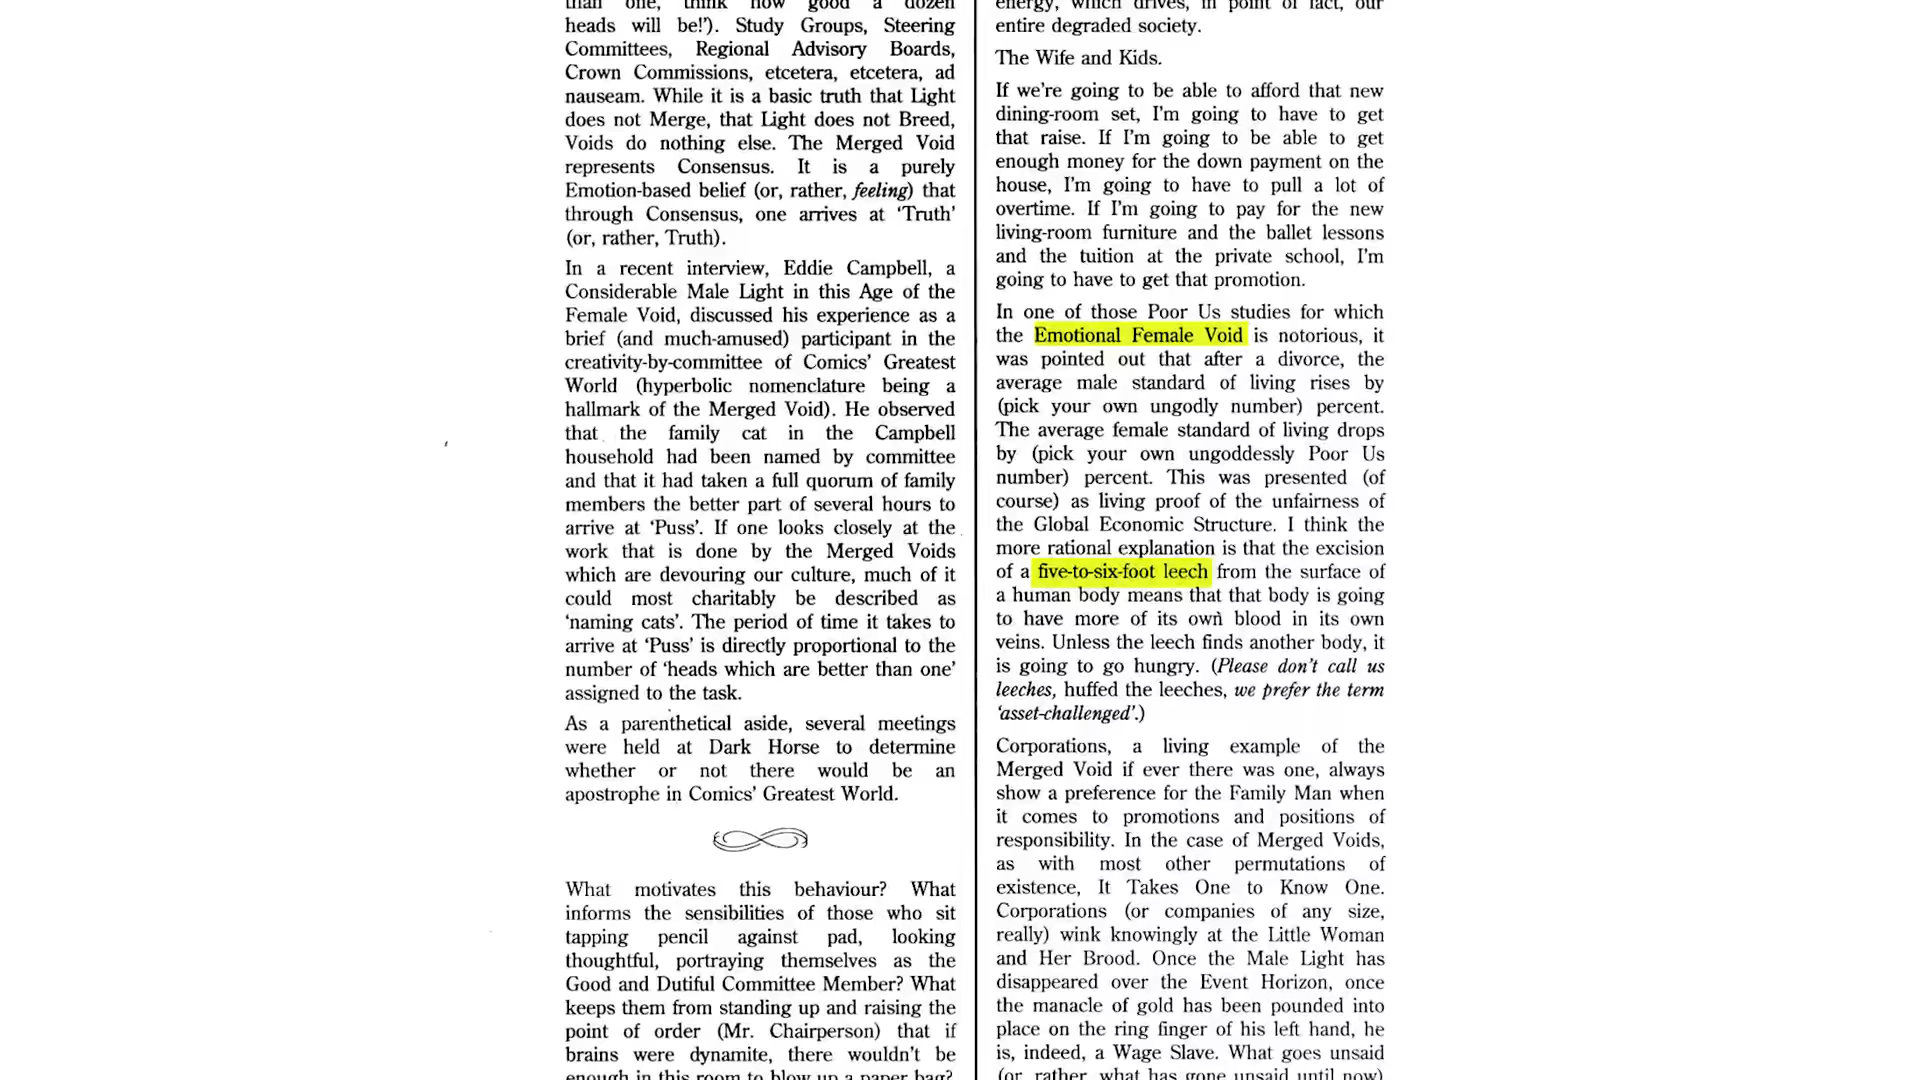 than one, think how good a dozen
heads will be!'). Study Groups, Steering
Committees, Regional Advisory Boards,
Crown Commissions, etcetera, etcetera, ad
nauseam. While it is a basic truth that Light
does not Merge, that Light does not Breed,
Voids do nothing else. The Merged Void
represents Consensus. It is a purely
Emotion-based belief (or, rather, feeling) that
through Consensus, one arrives at ‘Truth’
(or, rather, Truth).
In a recent interview, Eddie Campbell, a
Considerable Male Light in this Age of the
Female Void, discussed his experience as a
brief (and much-amused) participant in the
creativity-by-committee of Comics’ Greatest
World (hyperbolic nomenclature being a
hallmark of the Merged Void). He observed
that the family cat in the Campbell
household had been named by committee
and that it had taken a full quorum of family
members the better part of several hours to
arrive at ‘Puss’. If one looks closely at the
work that is done by the Merged Voids
which are devouring our culture, much of it
could most charitably be described as
‘naming cats’. The period of time it takes to
arrive at ‘Puss’ is directly proportional to the
number of ‘heads which are better than one’
assigned to the task.
As a parenthetical aside, several meetings
were held at Dark Horse to determine
whether or not there would be an
apostrophe in Comics’ Greatest World.
What motivates this behaviour? What
informs the sensibilities of those who sit
tapping pencil against pad, looking
thoughtful, portraying themselves as the
Good and Dutiful Committee Member? What
keeps them from standing up and raising the
point of order (Mr. Chairperson) that if
brains were dynamite, there wouldn’t be
enough in this room to blow up a paper bag?
energy, which drives, in point of fact, our
entire degraded society.
The Wife and Kids.
If we’re going to be able to afford that new
dining-room set, I’m going to have to get
that raise. If I’m going to be able to get
enough money for the down payment on the
house, I’m going to have to pull a lot of
overtime. If I’m going to pay for the new
living-room furniture and the ballet lessons
and the tuition at the private school, I’m
going to have to get that promotion.
In one of those Poor Us studies for which
the Emotional Female Void is notorious, it
was pointed out that after a divorce, the
average male standard of living rises by
(pick your own ungodly number) percent.
The average female standard of living drops
by (pick your own ungoddessly Poor Us
number) percent. This was presented (of
course) as living proof of the unfairness of
the Global Economic Structure. I think the
more rational explanation is that the excision
of a five-to-six-foot leech from the surface of
a human body means that that body is going
to have more of its own blood in its own
veins. Unless the leech finds another body, it
is going to go hungry. (Please don’t call us
leeches, huffed the leeches, we prefer the term
‘asset-challenged’.)
Corporations, a living example of the
Merged Void if ever there was one, always
show a preference for the Family Man when
it comes to promotions and positions of
responsibility. In the case of Merged Voids,
as with most other permutations of
existence, It Takes One to Know One.
Corporations (or companies of any size,
really) wink knowingly at the Little Woman
and Her Brood. Once the Male Light has
disappeared over the Event Horizon, once
the manacle of gold has been pounded into
place on the ring finger of his left hand, he
is, indeed, a Wage Slave. What goes unsaid
(or, rather, what has gone unsaid until now)